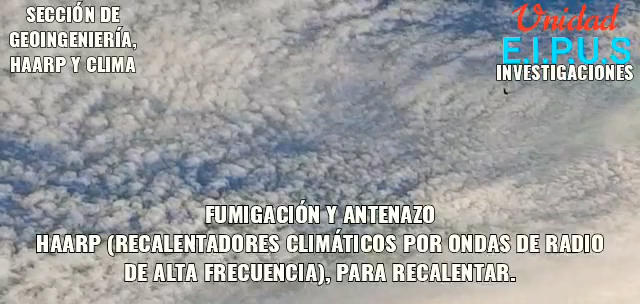 SECCIÓN DE
GEOINGENIERÍA,
HAARP Y CLIMA
Unidad
E.I.P.U.S
INVESTIGACIONES
FUMIGACIÓN Y ANTENAZO
HAARP (RECALENTADORES CLIMÁTICOS POR ONDAS DE RADIO
DE ALTA FRECUENCIA), PARA RECALENTAR.